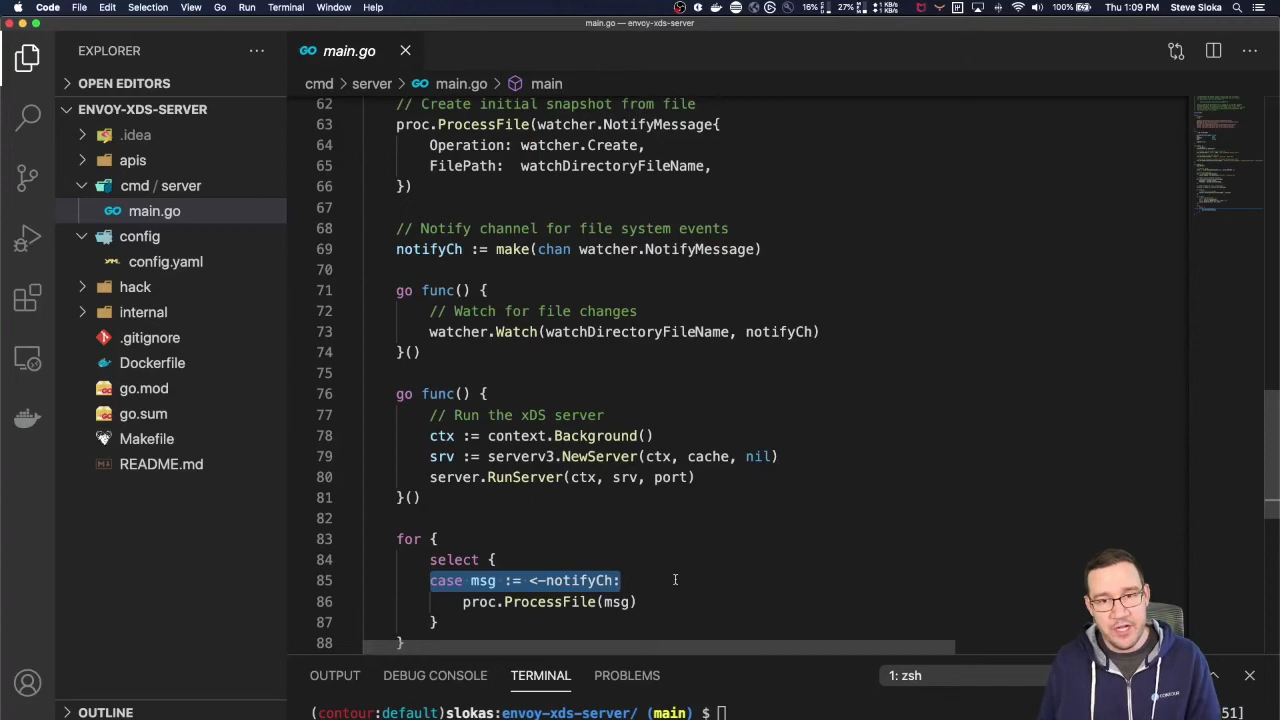 Code File Edit Selection View Go Run Terminal Window Help 16% 27% 100% Thu 1:09 PM Steve Sloka
main.go — envoy-xds-server
EXPLORER
OPEN EDITORS
ENVOY-XDS-SERVER
.idea
apis
cmd / server
main.go
config
config.yaml
hack
internal
.gitignore
Dockerfile
go.mod
go.sum
Makefile
README.md
OUTLINE
main.go
cmd server main.go main
62 // Create initial snapshot from file
63 proc.ProcessFile(watcher.NotifyMessage{
64 Operation: watcher.Create,
65 FilePath: watchDirectoryFileName,
66 })
67
68 // Notify channel for file system events
69 notifyCh := make(chan watcher.NotifyMessage)
70
71 go func() {
72 // Watch for file changes
73 watcher.Watch(watchDirectoryFileName, notifyCh)
74 }()
75
76 go func() {
77 // Run the xDS server
78 ctx := context.Background()
79 srv := serverv3.NewServer(ctx, cache, nil)
80 server.RunServer(ctx, srv, port)
81 }()
82
83 for {
84 select {
85 case msg := <-notifyCh:
86 proc.ProcessFile(msg)
87 }
88 }
OUTPUT DEBUG CONSOLE TERMINAL PROBLEMS 1: zsh
(contour:default)slokas:envoy-xds-server/ (main) $ 51]
CONTOUR